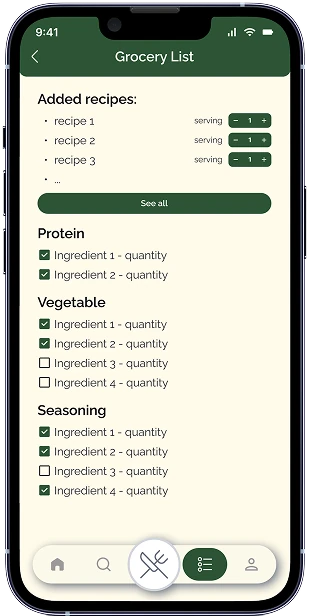 9:41
Grocery List
Added recipes:
• recipe 1 serving − 1 +
• recipe 2 serving − 1 +
• recipe 3 serving − 1 +
• ...
See all
Protein
Ingredient 1 - quantity
Ingredient 2 - quantity
Vegetable
Ingredient 1 - quantity
Ingredient 2 - quantity
Ingredient 3 - quantity
Ingredient 4 - quantity
Seasoning
Ingredient 1 - quantity
Ingredient 2 - quantity
Ingredient 3 - quantity
Ingredient 4 - quantity